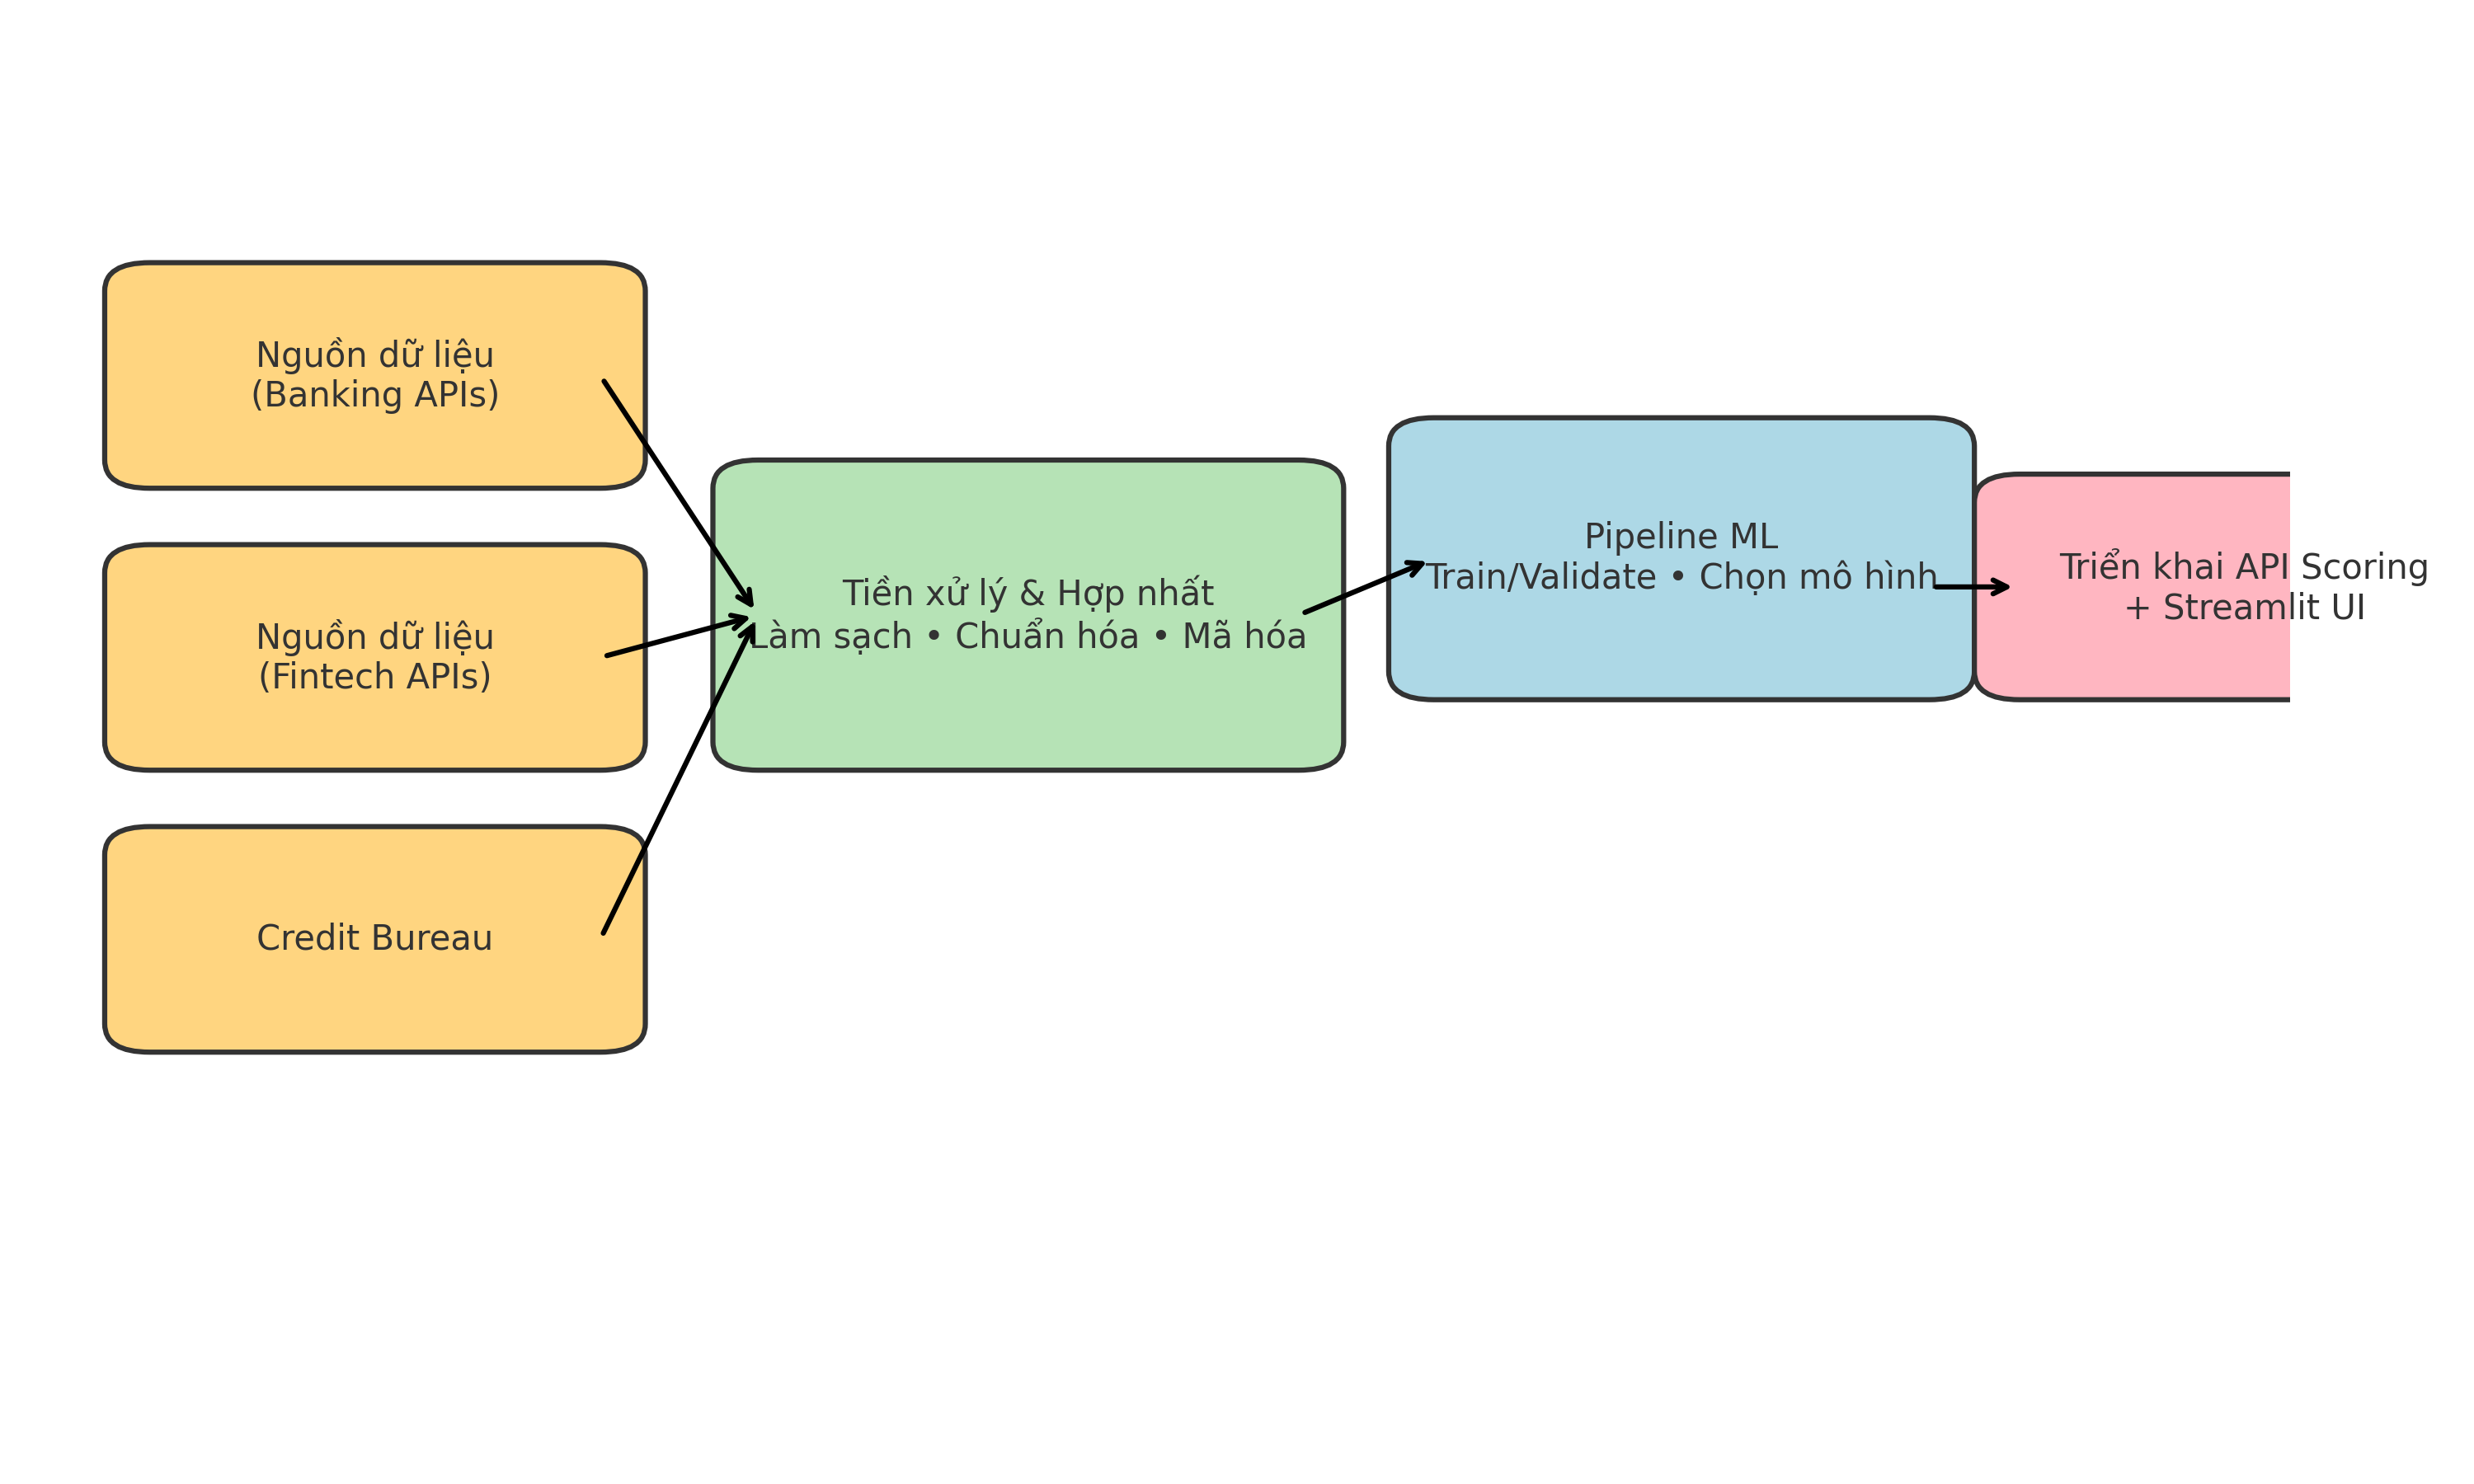 Nguồn dữ liệu
(Banking APIs)
Nguồn dữ liệu
(Fintech APIs)
Credit Bureau
Tiền xử lý & Hợp nhất
Làm sạch • Chuẩn hóa • Mã hóa
Pipeline ML
Train/Validate • Chọn mô hình
Triển khai API Scoring
+ Streamlit UI